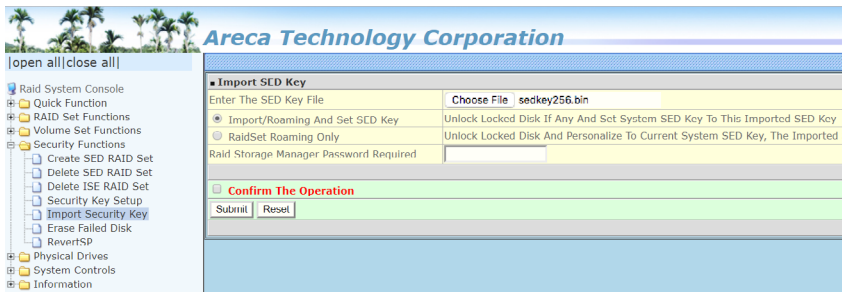 Areca Technology Corporation
|open all|close all|
Raid System Console
Quick Function
RAID Set Functions
Volume Set Functions
Security Functions
Create SED RAID Set
Delete SED RAID Set
Delete ISE RAID Set
Security Key Setup
Import Security Key
Erase Failed Disk
RevertSP
Physical Drives
System Controls
Information
Import SED Key
Enter The SED Key File Choose File sedkey256.bin
Import/Roaming And Set SED Key Unlock Locked Disk If Any And Set System SED Key To This Imported SED Key
RaidSet Roaming Only Unlock Locked Disk And Personalize To Current System SED Key, The Imported
Raid Storage Manager Password Required
Confirm The Operation
Submit Reset